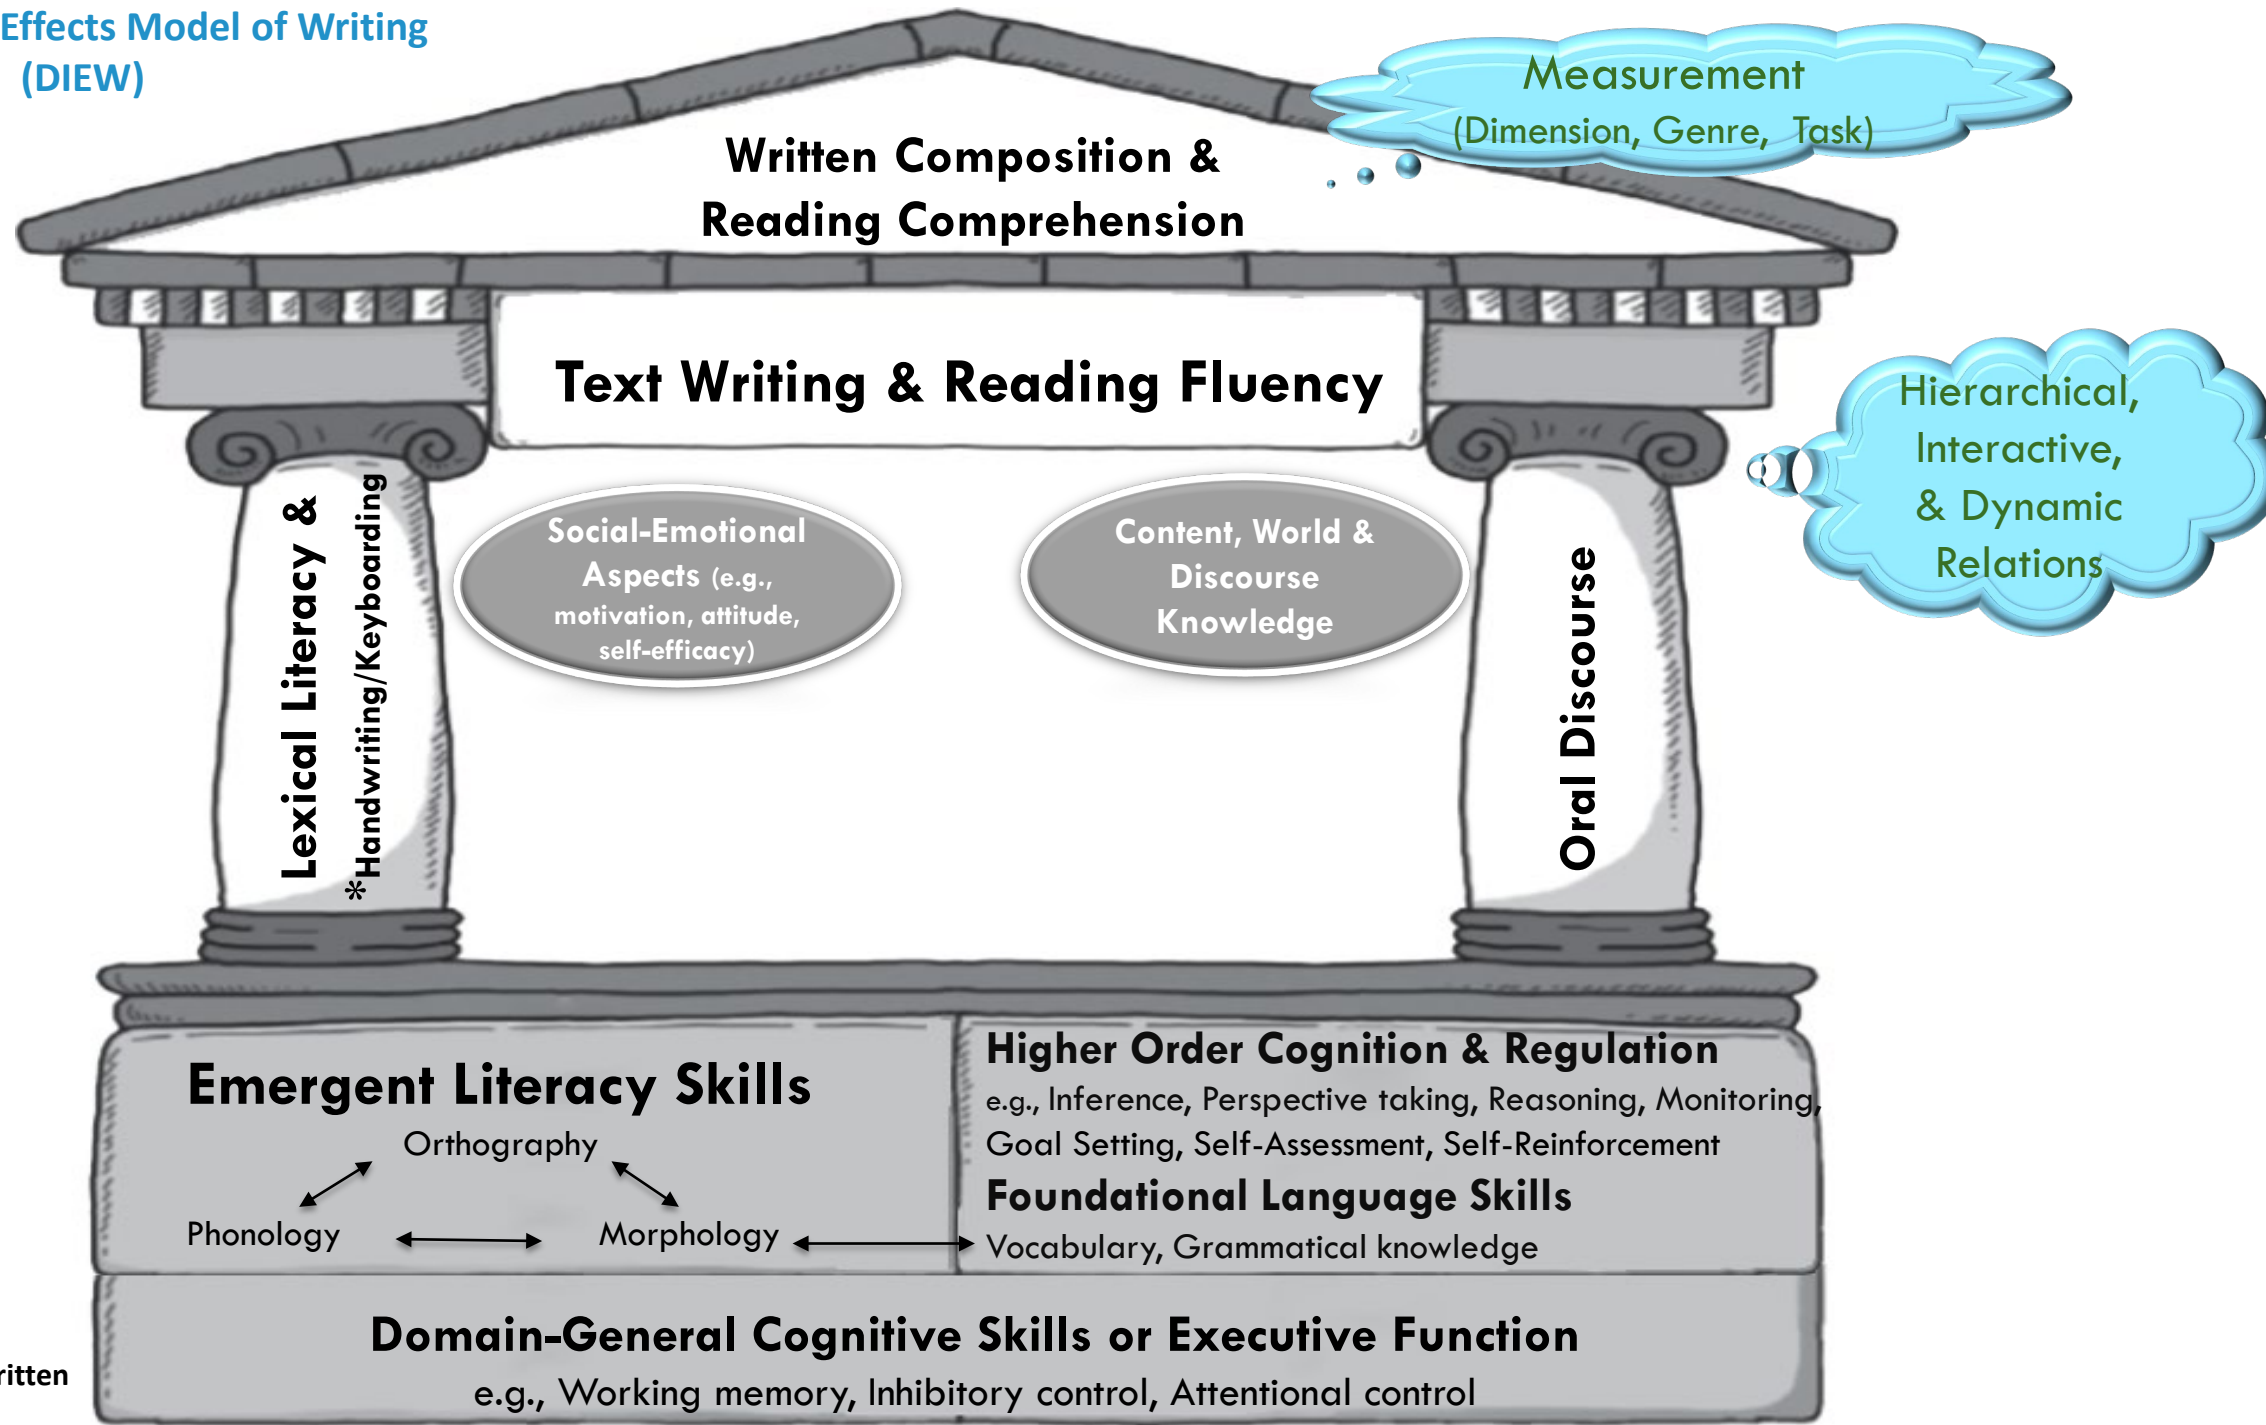 Effects Model of Writing
(DIEW)
Measurement
(Dimension, Genre, Task)
Written Composition &
Reading Comprehension
Text Writing & Reading Fluency
Hierarchical,
Interactive,
& Dynamic
Relations
Lexical Literacy &
*Handwriting/Keyboarding
Social-Emotional
Aspects (e.g.,
motivation, attitude,
self-efficacy)
Content, World &
Discourse
Knowledge
Oral Discourse
Emergent Literacy Skills
Orthography
Phonology
Morphology
Higher Order Cognition & Regulation
e.g., Inference, Perspective taking, Reasoning, Monitoring,
Goal Setting, Self-Assessment, Self-Reinforcement
Foundational Language Skills
Vocabulary, Grammatical knowledge
Domain-General Cognitive Skills or Executive Function
e.g., Working memory, Inhibitory control, Attentional control